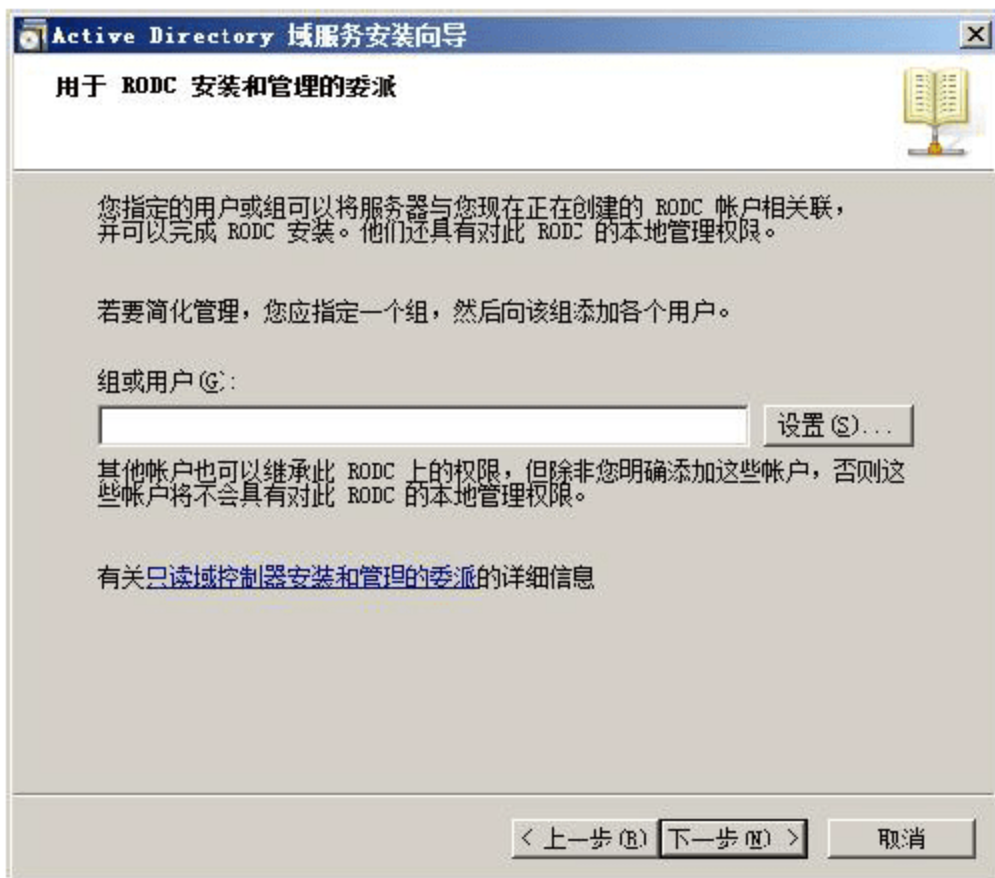 Active Directory 域服务安装向导
用于 RODC 安装和管理的委派
您指定的用户或组可以将服务器与您现在正在创建的 RODC 帐户相关联，
并可以完成 RODC 安装。他们还具有对此 RODC 的本地管理权限。
若要简化管理，您应指定一个组，然后向该组添加各个用户。
组或用户(G):
设置(S)...
其他帐户也可以继承此 RODC 上的权限，但除非您明确添加这些帐户，否则这
些帐户将不会具有对此 RODC 的本地管理权限。
有关只读域控制器安装和管理的委派的详细信息
< 上一步(B) 下一步(N) > 取消